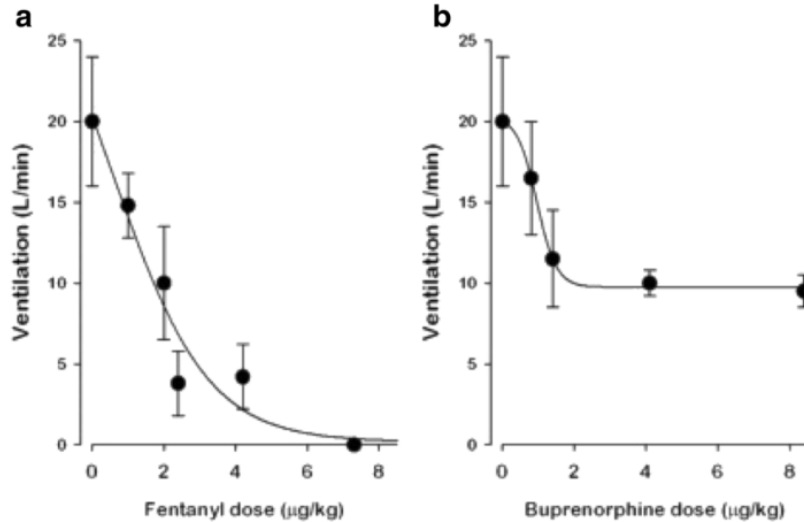 a
25
20
15
10
5
0
Ventilation (L/min)
0 2 4 6 8
Fentanyl dose (μg/kg)
b
25
20
15
10
5
0
Ventilation (L/min)
0 2 4 6 8
Buprenorphine dose (μg/kg)